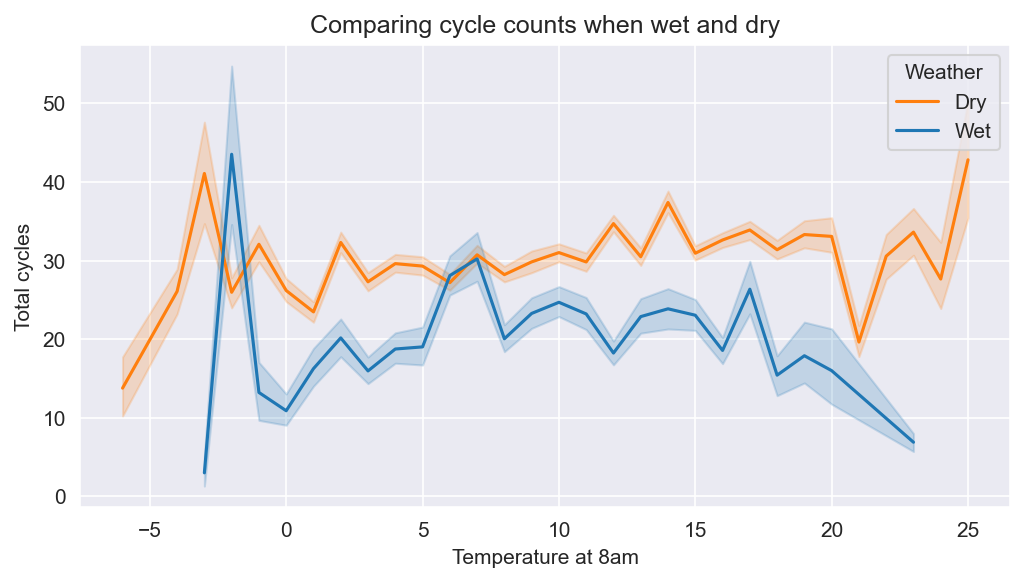 Comparing cycle counts when wet and dry
Weather
Dry
Wet
50
40
30
20
10
0
Total cycles
−5 0 5 10 15 20 25
Temperature at 8am